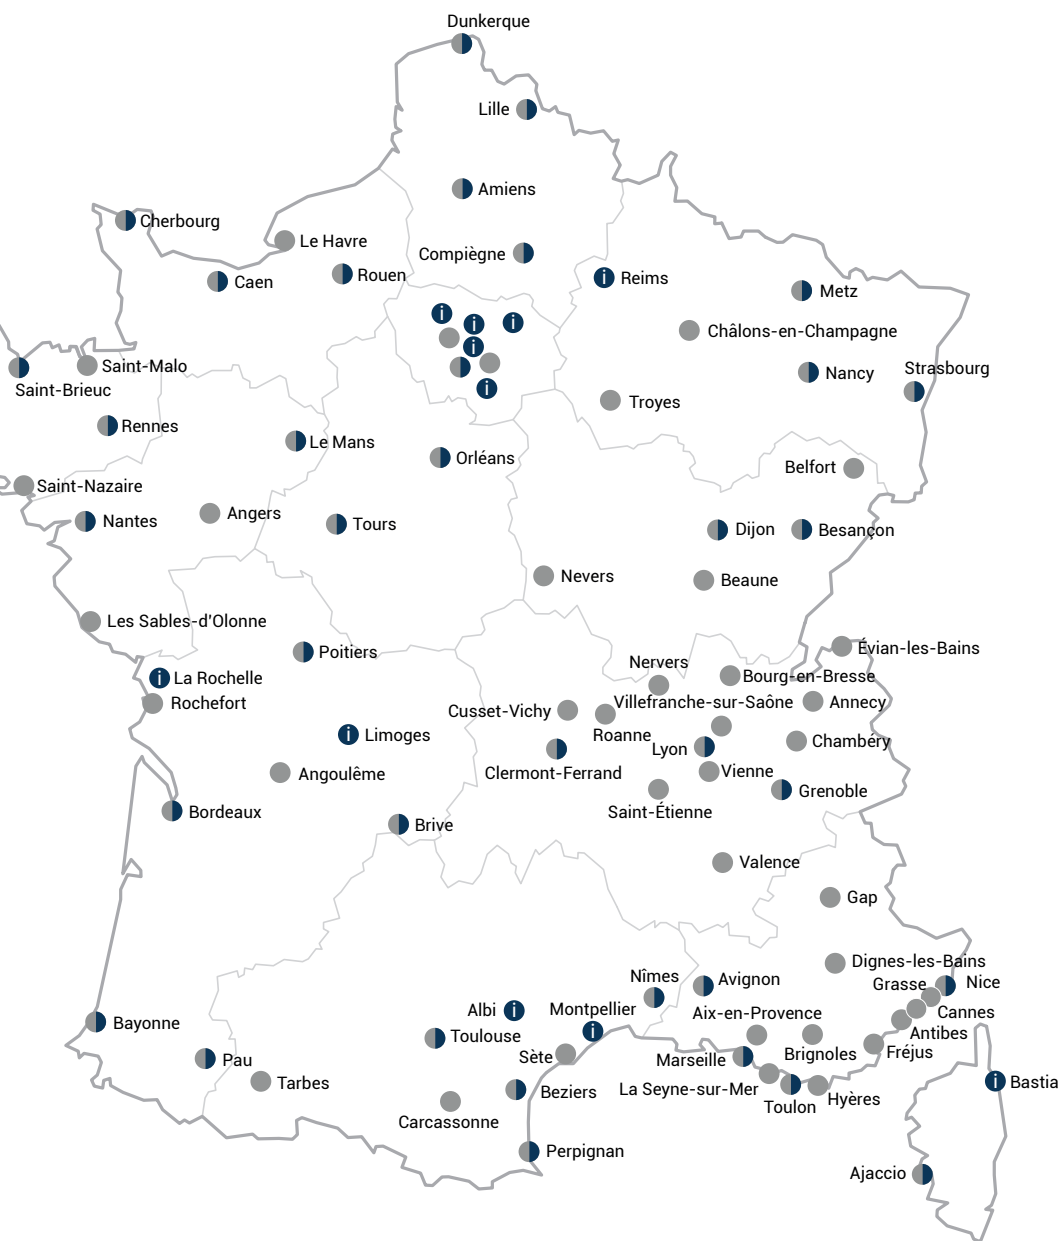 Dunkerque
Lille
Amiens
Cherbourg
Le Havre
Compiègne
Caen
Rouen
i Reims
Metz
i
i
i
Châlons-en-Champagne
i
Saint-Malo
Saint-Brieuc
Nancy
Strasbourg
i
Troyes
Rennes
Le Mans
Orléans
Belfort
Saint-Nazaire
Angers
Nantes
Tours
Dijon
Besançon
Nevers
Beaune
Les Sables-d'Olonne
Poitiers
Évian-les-Bains
Nervers
i La Rochelle
Bourg-en-Bresse
Rochefort
Villefranche-sur-Saône
Annecy
Cusset-Vichy
Roanne
i Limoges
Lyon
Chambéry
Clermont-Ferrand
Vienne
Angoulême
Grenoble
Saint-Étienne
Bordeaux
Brive
Valence
Gap
Dignes-les-Bains
Nîmes
Avignon
Grasse
Nice
Albi i
Montpellier
i
Aix-en-Provence
Cannes
Bayonne
Toulouse
Antibes
Sète
Brignoles
Fréjus
Pau
Marseille
Tarbes
La Seyne-sur-Mer
i Bastia
Beziers
Toulon
Hyères
Carcassonne
Perpignan
Ajaccio